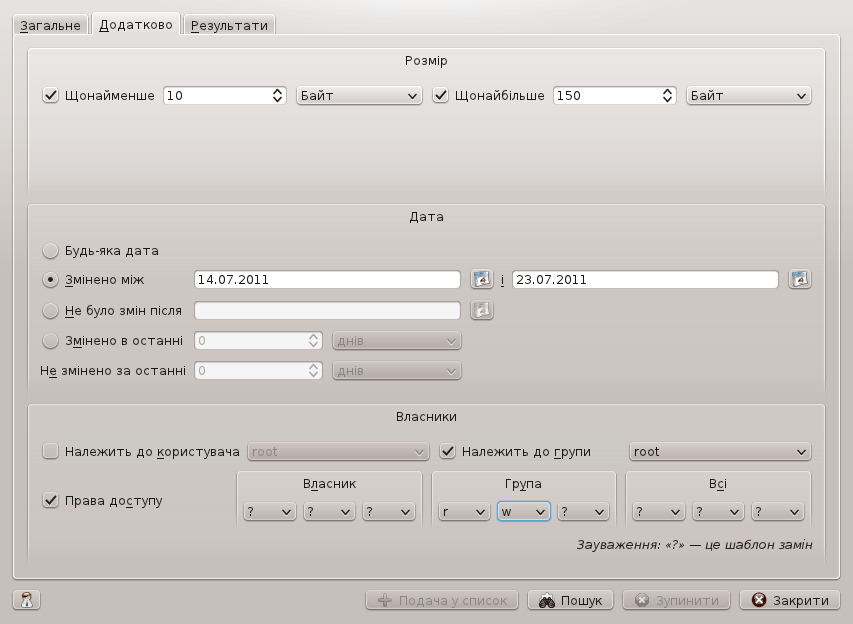 Загальне Додатково Результати
Розмір
Щонайменше 10 Байт Щонайбільше 150 Байт
Дата
Будь-яка дата
Змінено між 14.07.2011 і 23.07.2011
Не було змін після
Змінено в останні 0 днів
Не змінено за останні 0 днів
Власники
Належить до користувача root Належить до групи root
Власник Група Всі
Права доступу
? ? ? r w ? ? ? ?
Зауваження: «?» — це шаблон замін
Подача у список Пошук Зупинити Закрити